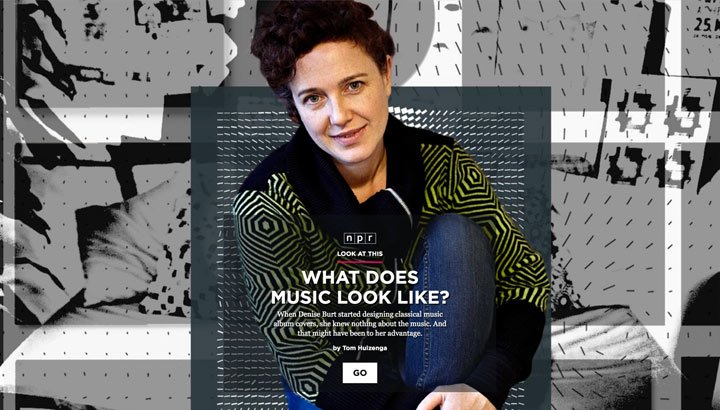 25.
npr
LOOK AT THIS
WHAT DOES
MUSIC LOOK LIKE?
When Denise Burt started designing classical music
album covers, she knew nothing about the music. And
that might have been to her advantage.
by Tom Huizenga
GO